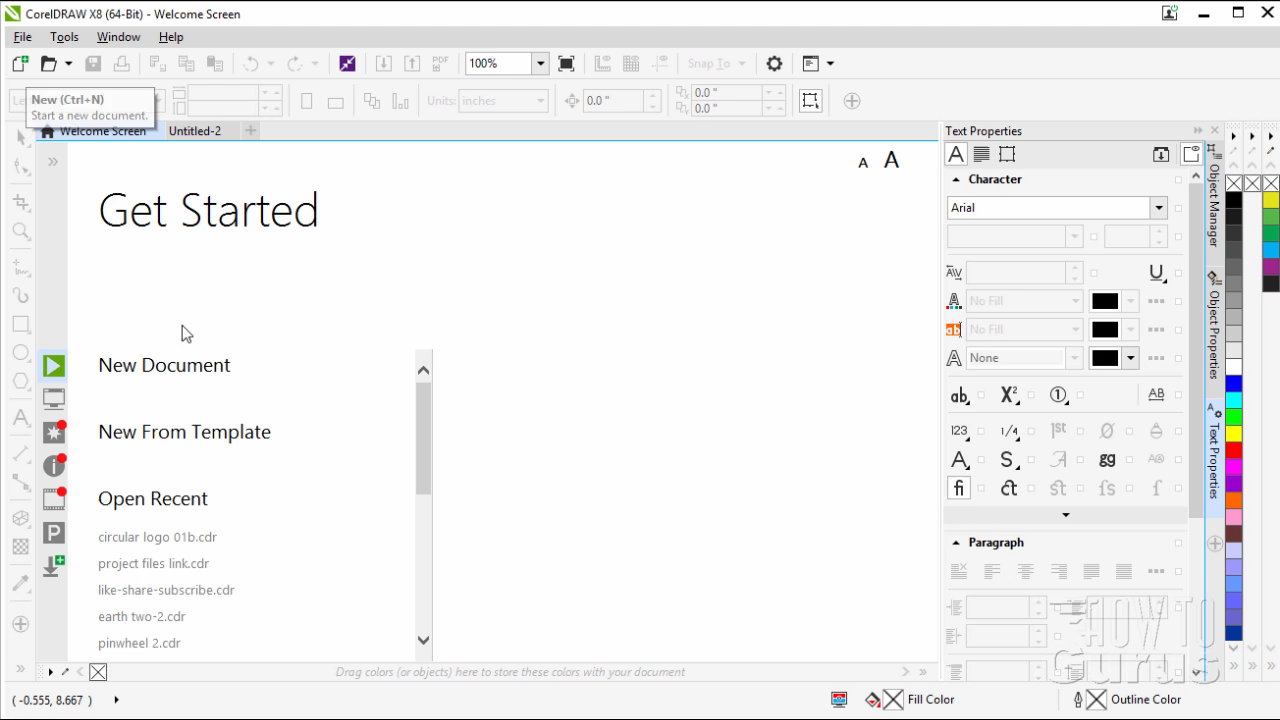 CorelDRAW X8 (64-Bit) - Welcome Screen
File Tools Window Help
PDF 100% Snap To
New (Ctrl+N)
Start a new document.
Units: inches 0.0 " 0.0 "
0.0 "
Welcome Screen Untitled-2
Text Properties
A A
Get Started
Character
Arial
No Fill
No Fill
None
New Document
New From Template
Open Recent
circular logo 01b.cdr
project files link.cdr
like-share-subscribe.cdr
earth two-2.cdr
pinwheel 2.cdr
Paragraph
Object Manager
Object Properties
Text Properties
HOWTO
Gurus
Drag colors (or objects) here to store these colors with your document
( -0.555, 8.667 ) Fill Color Outline Color